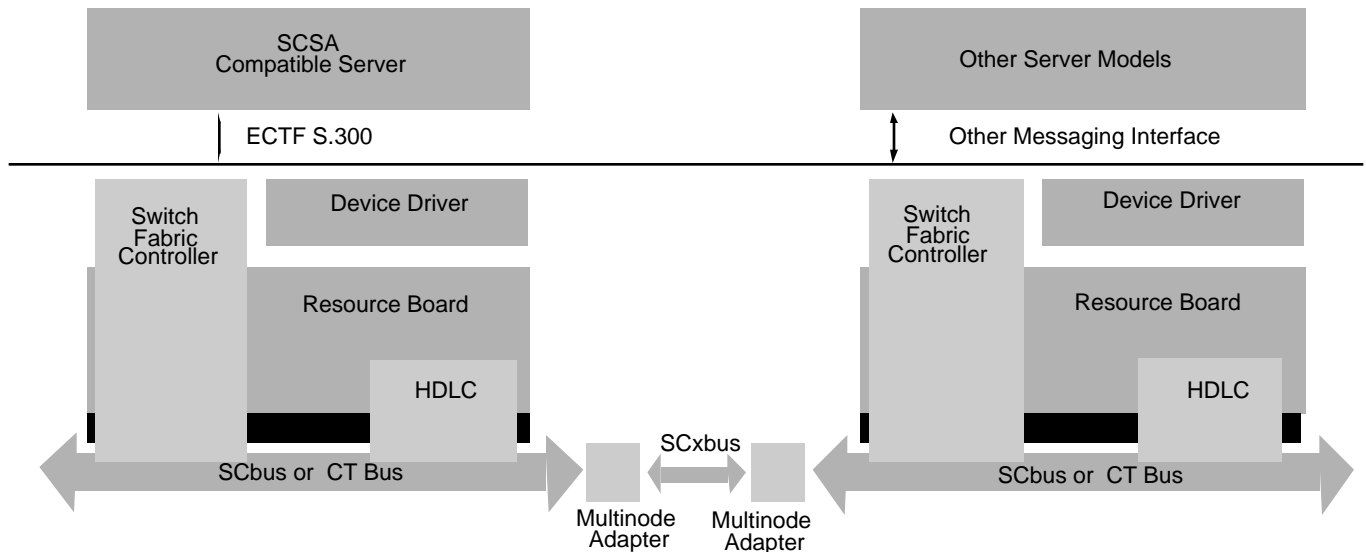 SCSA
Compatible Server
Other Server Models
ECTF S.300
Other Messaging Interface
Switch
Fabric
Controller
Device Driver
Resource Board
HDLC
SCbus or CT Bus
Switch
Fabric
Controller
Device Driver
Resource Board
HDLC
SCbus or CT Bus
SCxbus
Multinode
Adapter
Multinode
Adapter